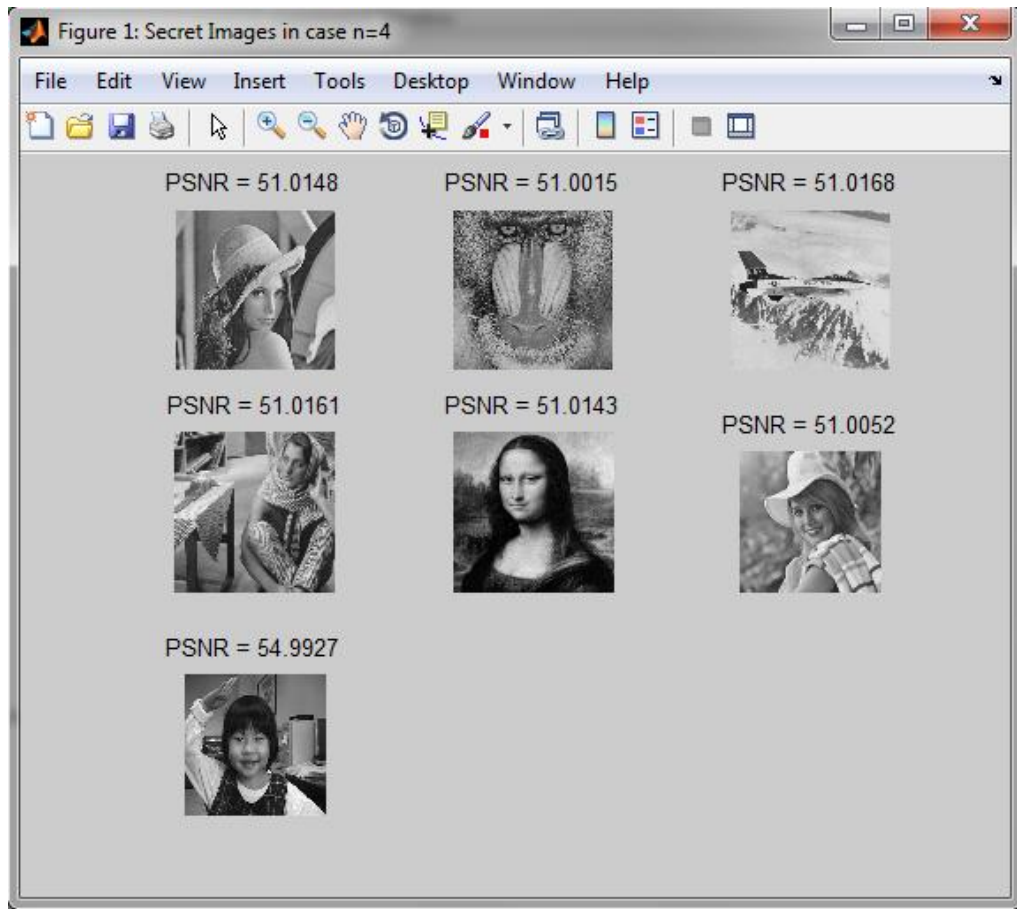 Figure 1: Secret Images in case n=4
File Edit View Insert Tools Desktop Window Help
PSNR = 51.0148 PSNR = 51.0015 PSNR = 51.0168
PSNR = 51.0161 PSNR = 51.0143 PSNR = 51.0052
PSNR = 54.9927